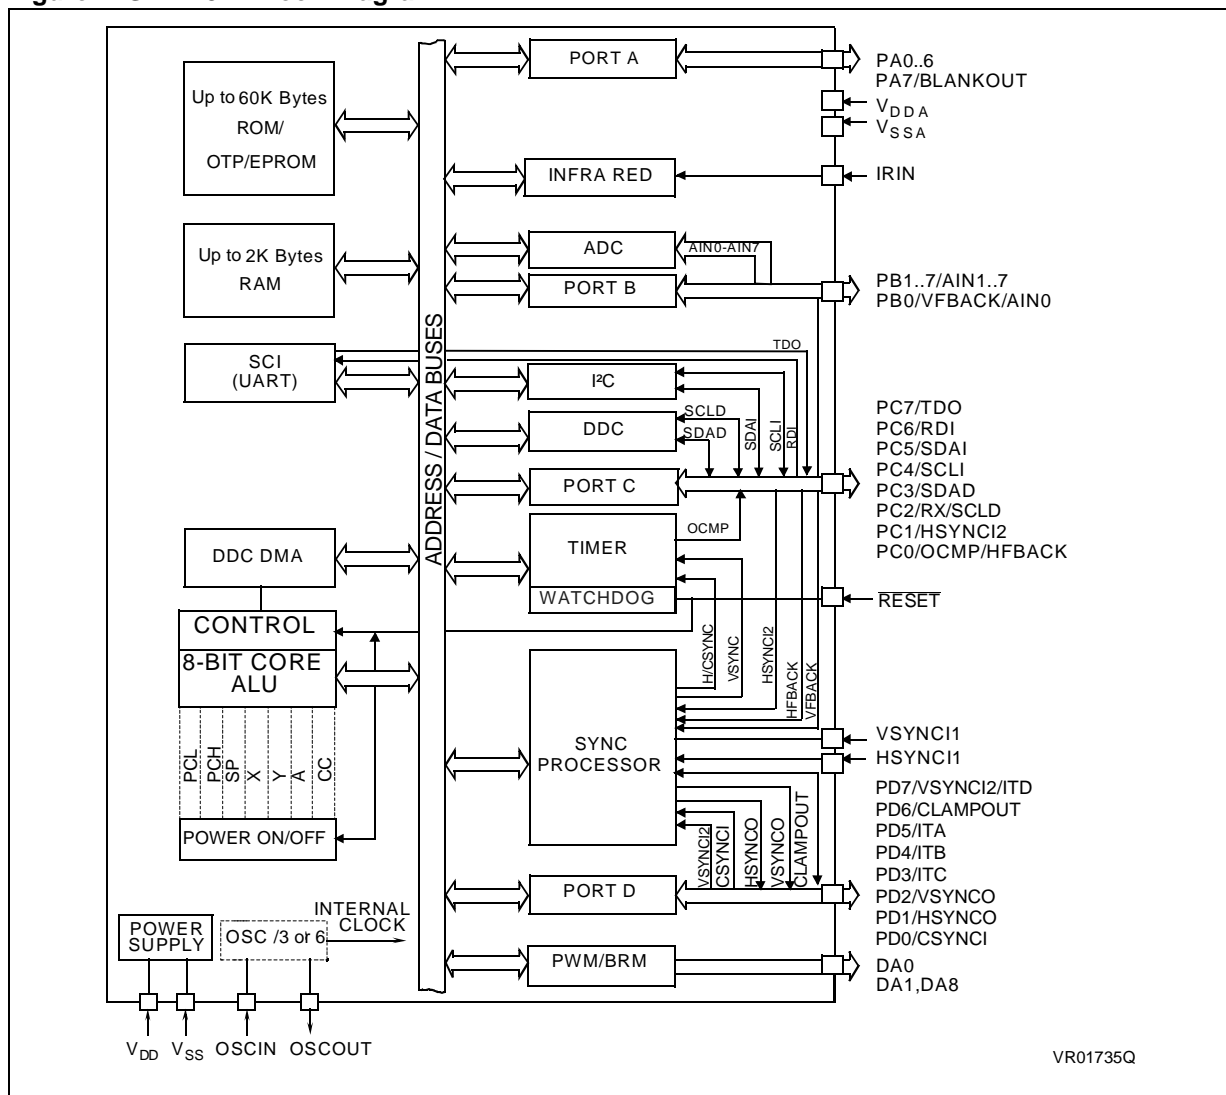 PORT A
PA0..6
PA7/BLANKOUT
VDDA
VSSA
Up to 60K Bytes
ROM/
OTP/EPROM
INFRA RED
IRIN
Up to 2K Bytes
RAM
ADC
AIN0-AIN7
PORT B
PB1..7/AIN1..7
PB0/VFBACK/AIN0
ADDRESS / DATA BUSES
SCI
(UART)
TDO
I²C
DDC
SCLD
SDAD
SDAI
SCLI
RDI
PORT C
PC7/TDO
PC6/RDI
PC5/SDAI
PC4/SCLI
PC3/SDAD
PC2/RX/SCLD
PC1/HSYNCI2
PC0/OCMP/HFBACK
DDC DMA
TIMER
OCMP
WATCHDOG
RESET
CONTROL
8-BIT CORE
ALU
H/CSYNC
VSYNC
HSYNCI2
HFBACK
VFBACK
PCL
PCH
SP
X
Y
A
CC
POWER ON/OFF
SYNC
PROCESSOR
VSYNCI1
HSYNCI1
VSYNCI2
CSYNCI
HSYNCO
VSYNCO
CLAMPOUT
PD7/VSYNCI2/ITD
PD6/CLAMPOUT
PD5/ITA
PD4/ITB
PD3/ITC
PD2/VSYNCO
PD1/HSYNCO
PD0/CSYNCI
PORT D
POWER
SUPPLY
OSC /3 or 6
INTERNAL
CLOCK
PWM/BRM
DA0
DA1,DA8
VDD
VSS
OSCIN
OSCOUT
VR01735Q